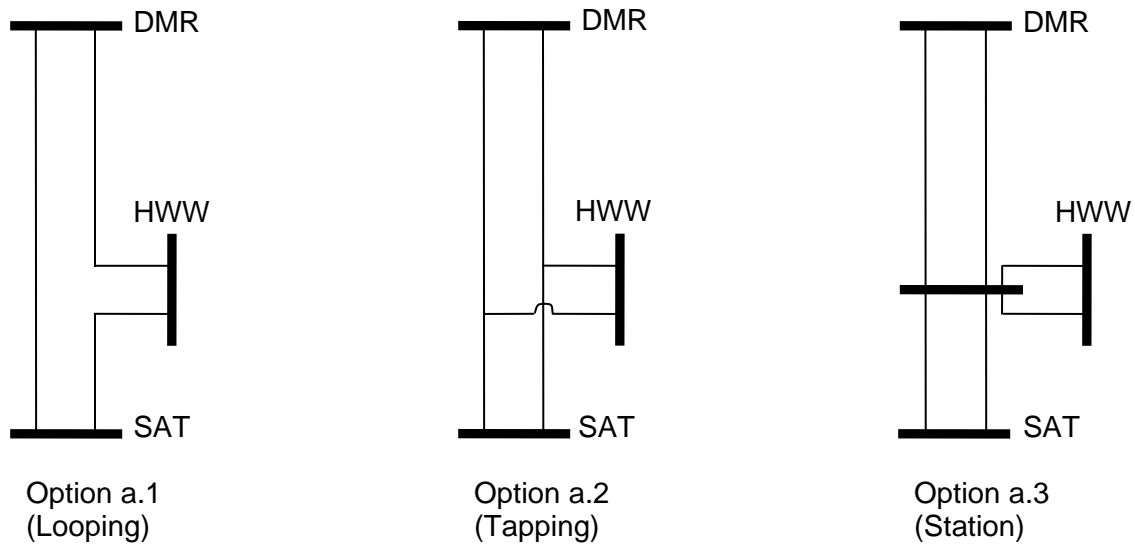 DMR
HWW
SAT
Option a.1
(Looping)
DMR
HWW
SAT
Option a.2
(Tapping)
DMR
HWW
SAT
Option a.3
(Station)